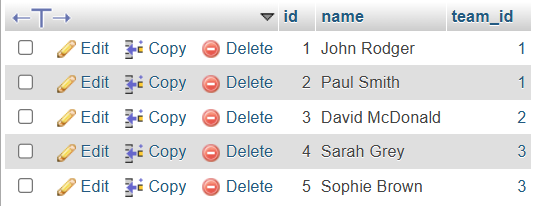 id name team_id
Edit Copy Delete 1 John Rodger 1
Edit Copy Delete 2 Paul Smith 1
Edit Copy Delete 3 David McDonald 2
Edit Copy Delete 4 Sarah Grey 3
Edit Copy Delete 5 Sophie Brown 3